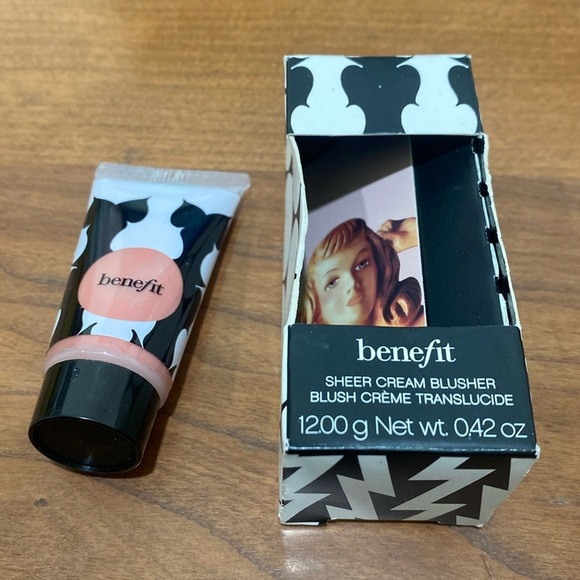 benefit
benefit
SHEER CREAM BLUSHER
BLUSH CRÈME TRANSLUCIDE
12.00 g Net wt. 0.42 oz